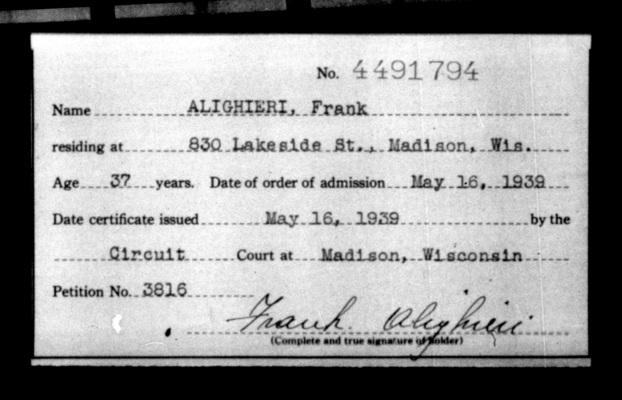 No. 4491794
Name ALIGHIERI, Frank
residing at 830 Lakeside St., Madison, Wis.
Age 37 years. Date of order of admission May 16, 1939
Date certificate issued May 16, 1939 by the
Circuit Court at Madison, Wisconsin
Petition No. 3816
Frank Alighieri
(Complete and true signature of holder)